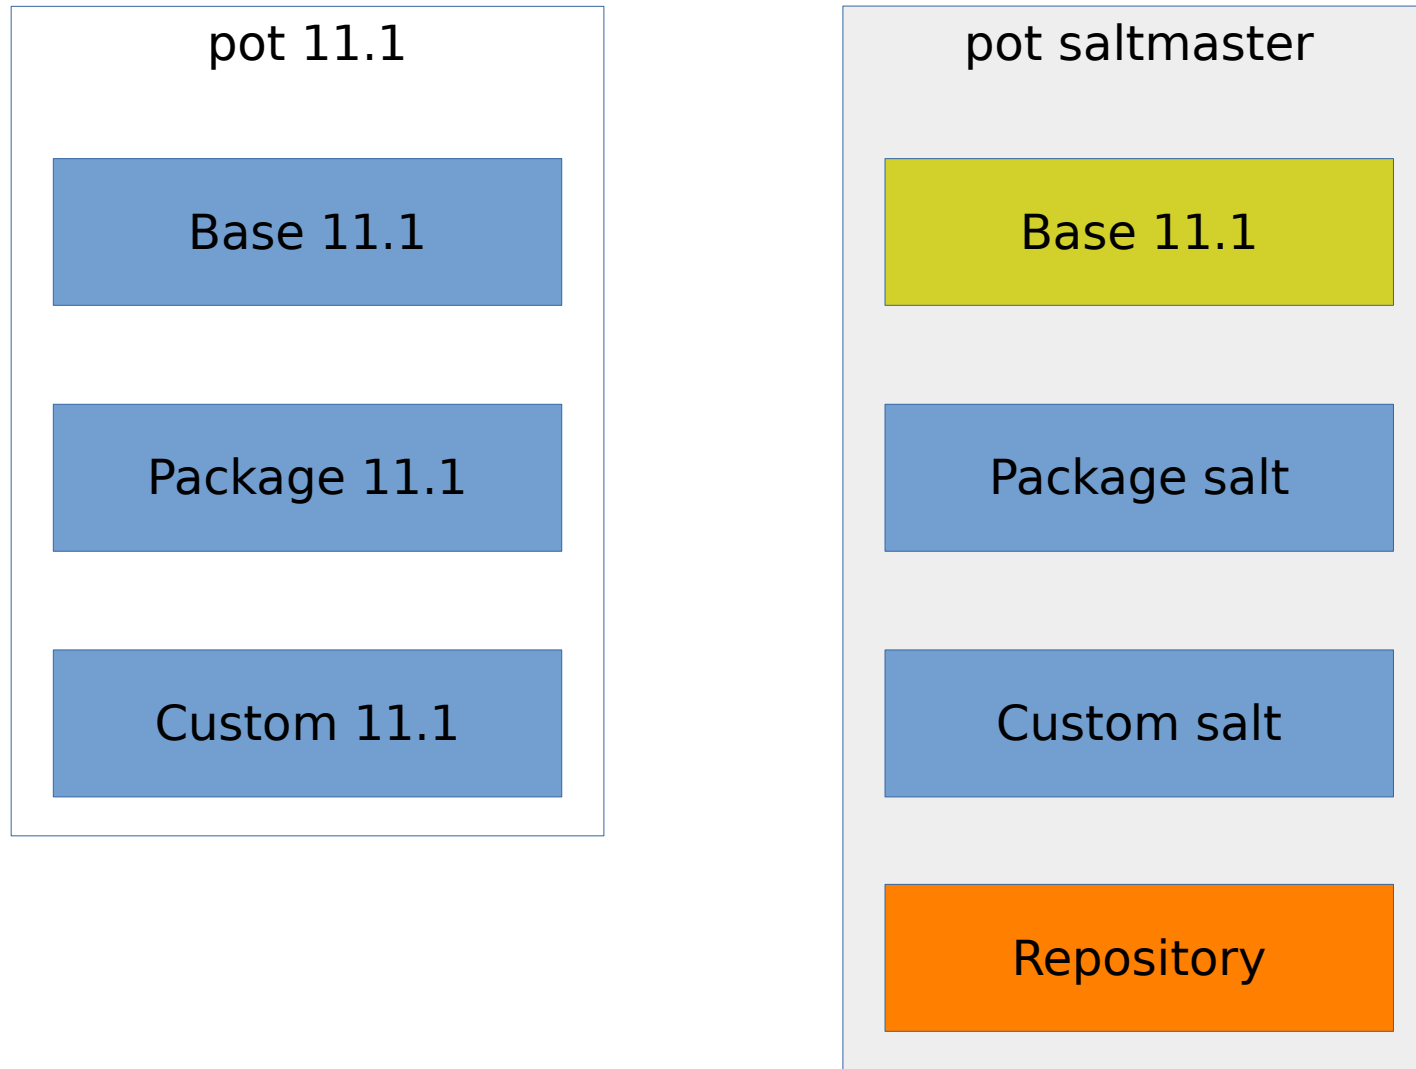 pot 11.1
Base 11.1
Package 11.1
Custom 11.1
pot saltmaster
Base 11.1
Package salt
Custom salt
Repository